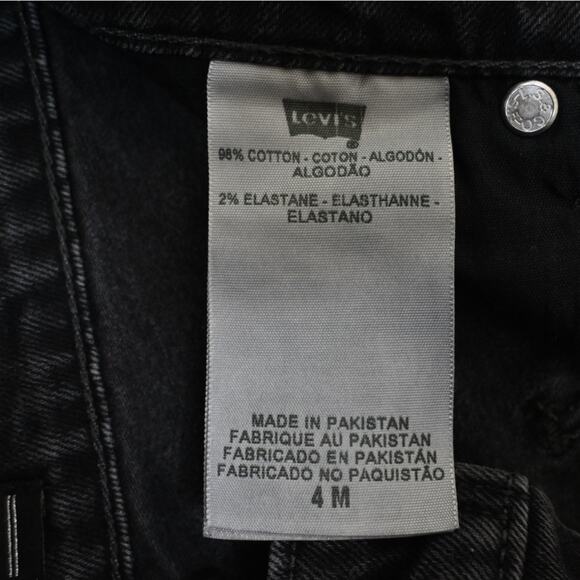 Levi's®
98% COTTON - COTON - ALGODÓN -
ALGODÃO
2% ELASTANE - ÉLASTHANNE -
ELASTANO
MADE IN PAKISTAN
FABRIQUE AU PAKISTAN
FABRICADO EN PAKISTÁN
FABRICADO NO PAQUISTÃO
4 M